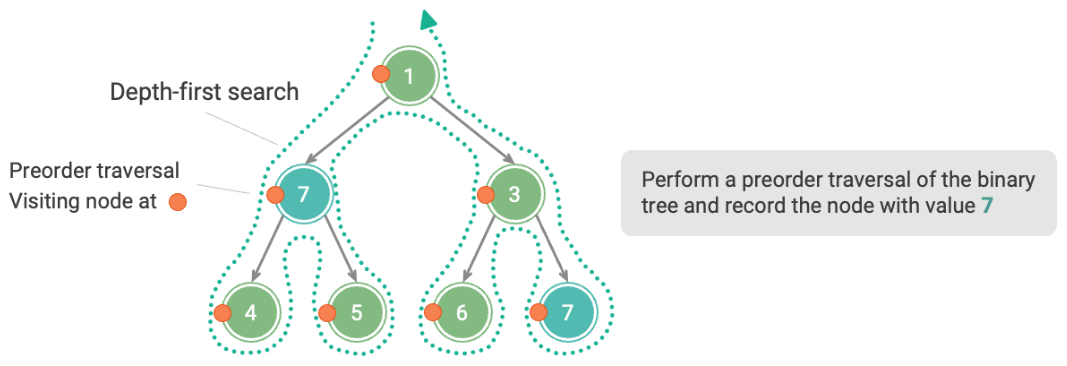 1
Depth-first search
Preorder traversal
Visiting node at
7
3
Perform a preorder traversal of the binary
tree and record the node with value 7
4
5
6
7